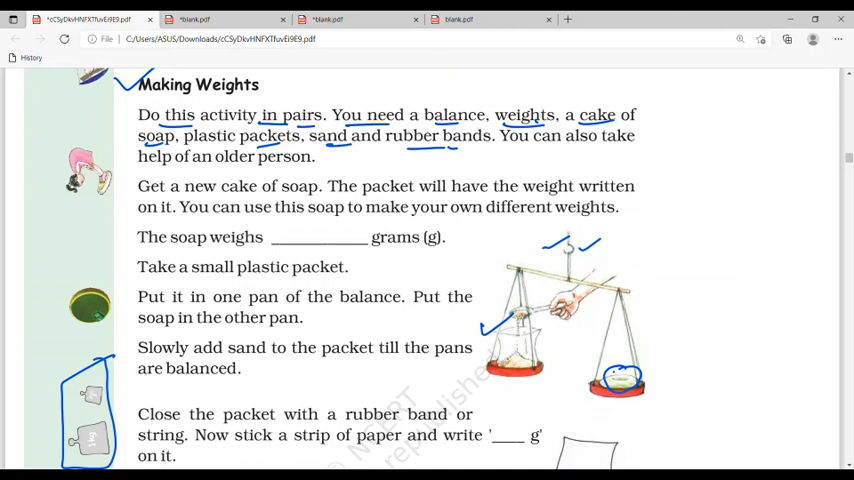 *cCSyDkvHNFXTfuvEi9E9.pdf
*blank.pdf
*blank.pdf
blank.pdf
File
C:/Users/ASUS/Downloads/cCSyDkvHNFXTfuvEi9E9.pdf
History
Making Weights
Do this activity in pairs. You need a balance, weights, a cake of
soap, plastic packets, sand and rubber bands. You can also take
help of an older person.
Get a new cake of soap. The packet will have the weight written
on it. You can use this soap to make your own different weights.
The soap weighs ____________ grams (g).
Take a small plastic packet.
Put it in one pan of the balance. Put the
soap in the other pan.
Slowly add sand to the packet till the pans
are balanced.
Close the packet with a rubber band or
string. Now stick a strip of paper and write '____ g'
on it.
1kg
© NCERT
republished